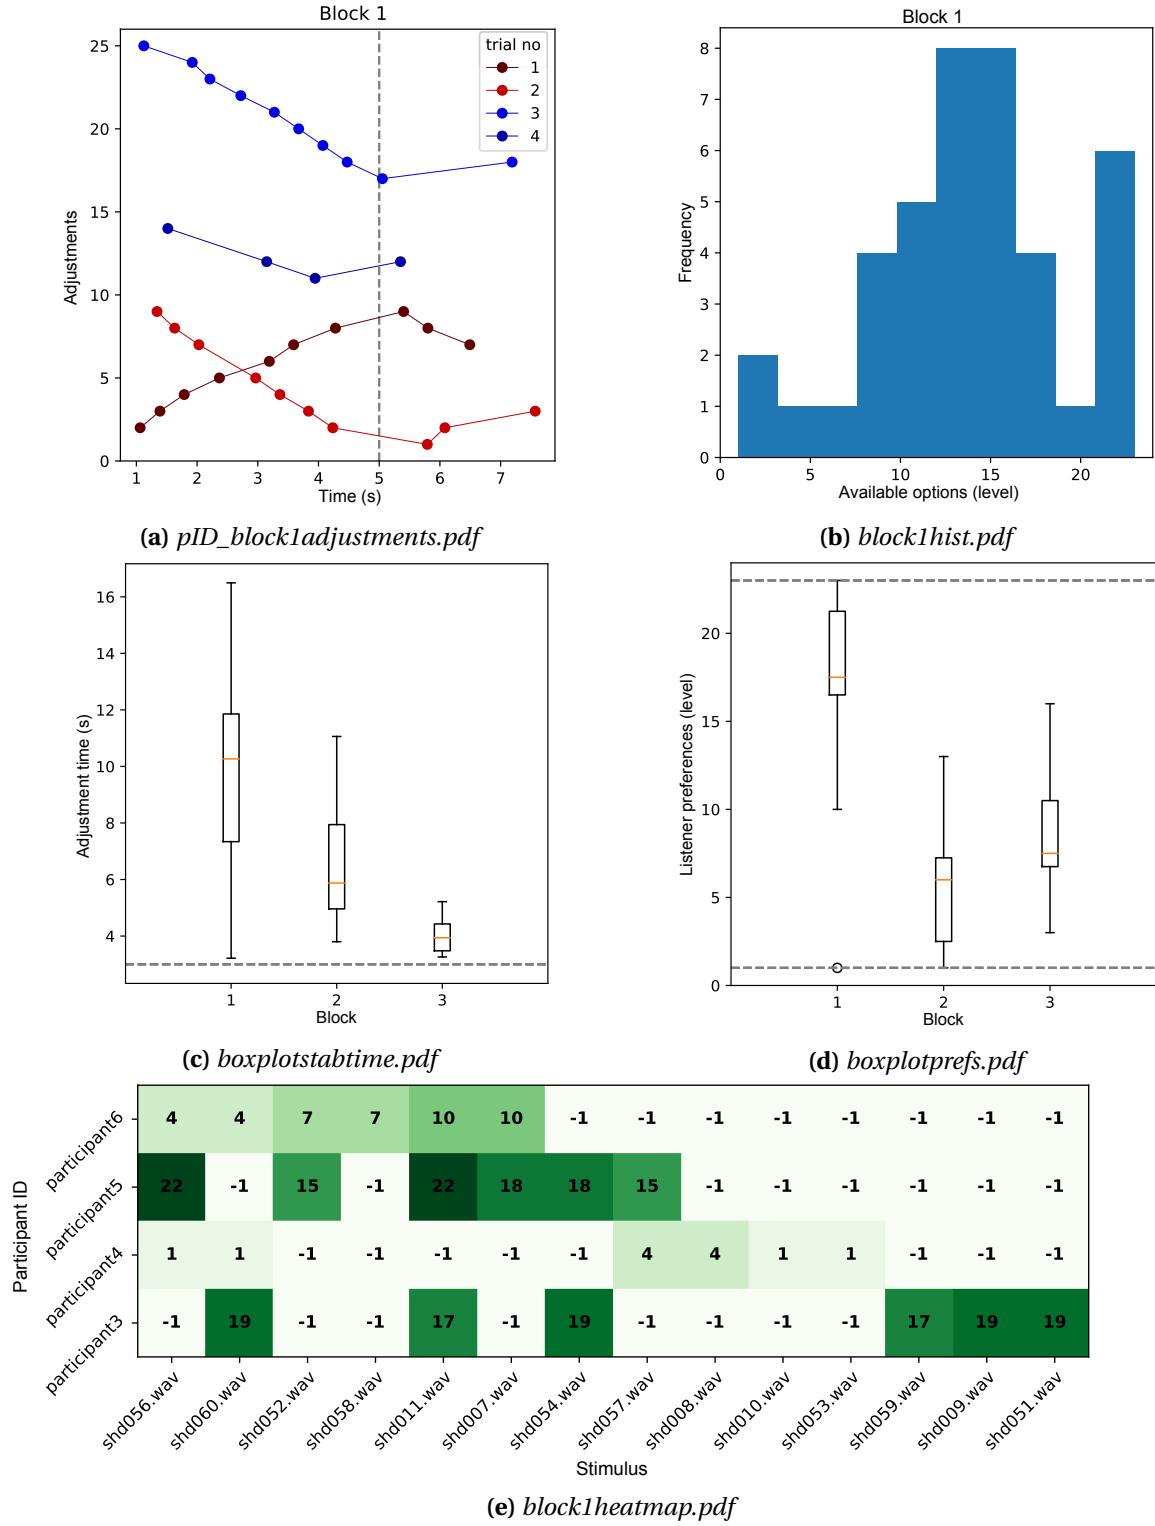 Block 1
25
20
15
10
5
0
Adjustments
trial no
1
2
3
4
1 2 3 4 5 6 7
Time (s)
(a) pID_block1adjustments.pdf
Block 1
8
7
6
5
4
3
2
1
0
Frequency
0 5 10 15 20
Available options (level)
(b) block1hist.pdf
16
14
12
10
8
6
4
Adjustment time (s)
1 2 3
Block
(c) boxplotstabtime.pdf
20
15
10
5
0
Listener preferences (level)
1 2 3
Block
(d) boxplotprefs.pdf
Participant ID
participant6 4 4 7 7 10 10 -1 -1 -1 -1 -1 -1 -1 -1
participant5 22 -1 15 -1 22 18 18 15 -1 -1 -1 -1 -1 -1
participant4 1 1 -1 -1 -1 -1 -1 4 4 1 1 -1 -1 -1
participant3 -1 19 -1 -1 17 -1 19 -1 -1 -1 -1 17 19 19
shd056.wav shd060.wav shd052.wav shd058.wav shd011.wav shd007.wav shd054.wav shd057.wav shd008.wav shd010.wav shd053.wav shd059.wav shd009.wav shd051.wav
Stimulus
(e) block1heatmap.pdf